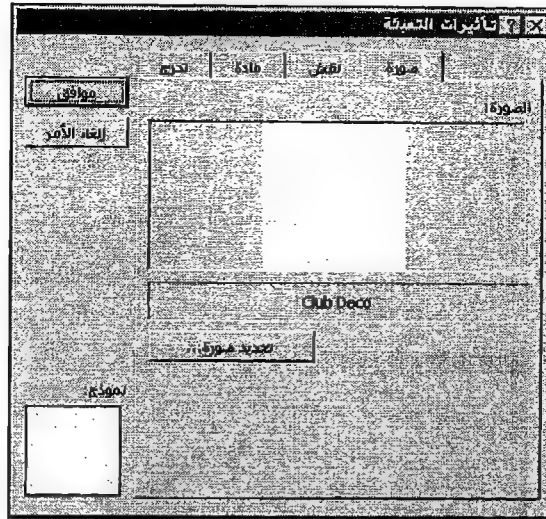 تأثيرات التعبئة
صورة نقش مادة تدرج
موافق
الصورة:
إلغاء الأمر
Club Deco
تحديد صورة...
نموذج: